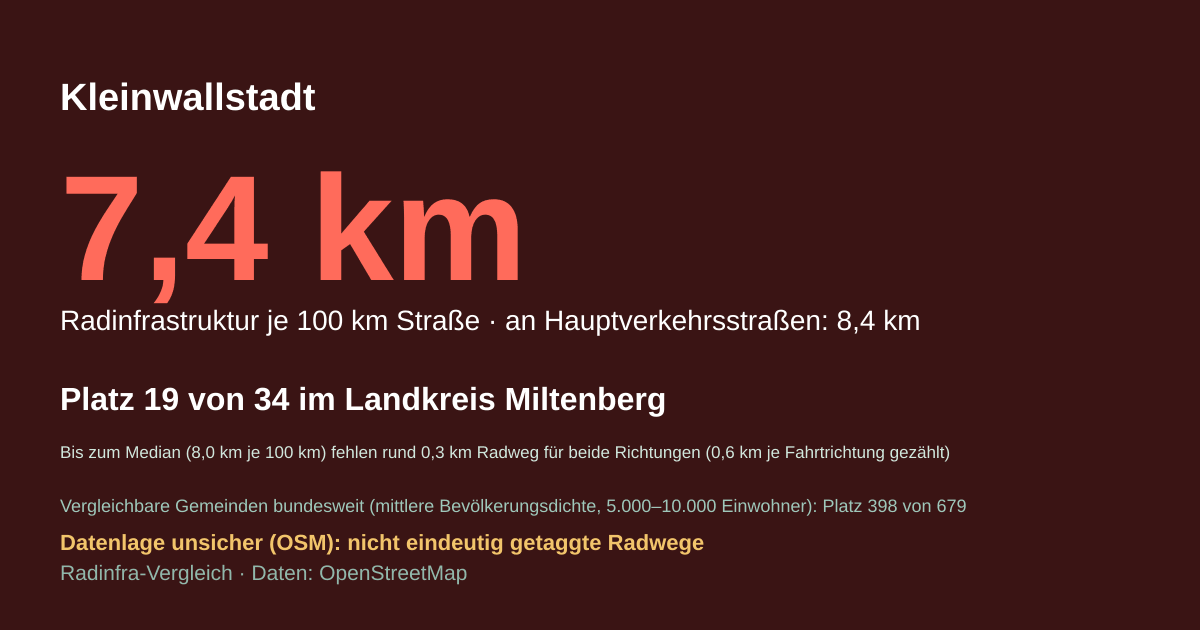 Kleinwallstadt
7,4 km
Radinfrastruktur je 100 km Straße · an Hauptverkehrsstraßen: 8,4 km
Platz 19 von 34 im Landkreis Miltenberg
Bis zum Median (8,0 km je 100 km) fehlen rund 0,3 km Radweg für beide Richtungen (0,6 km je Fahrtrichtung gezählt)
Vergleichbare Gemeinden bundesweit (mittlere Bevölkerungsdichte, 5.000–10.000 Einwohner): Platz 398 von 679
Datenlage unsicher (OSM): nicht eindeutig getaggte Radwege
Radinfra-Vergleich · Daten: OpenStreetMap